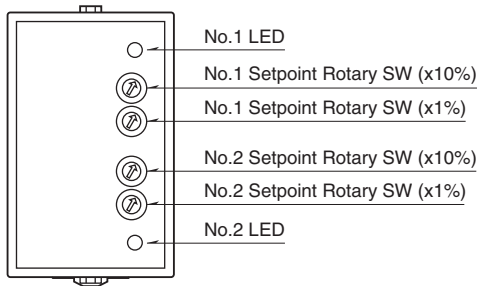 No.1 LED
No.1 Setpoint Rotary SW (x10%)
No.1 Setpoint Rotary SW (x1%)
No.2 Setpoint Rotary SW (x10%)
No.2 Setpoint Rotary SW (x1%)
No.2 LED